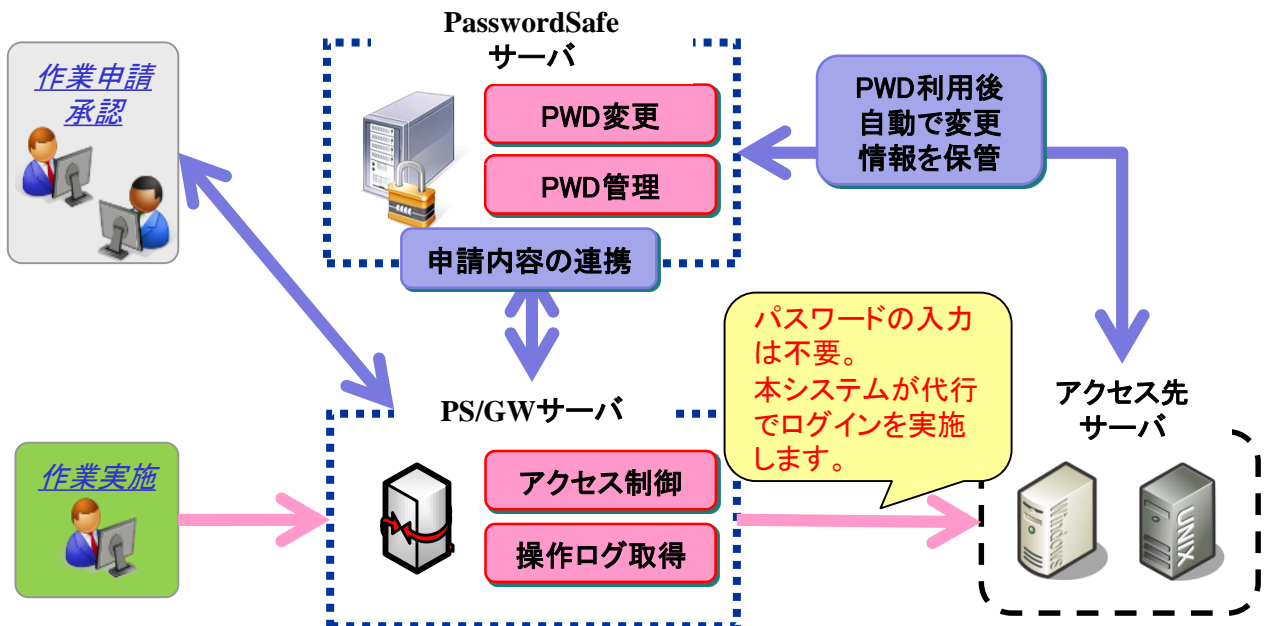 PasswordSafe
サーバ
作業申請
承認
PWD変更
PWD管理
申請内容の連携
PWD利用後
自動で変更
情報を保管
パスワードの入力
は不要。
本システムが代行
でログインを実施
します。
アクセス先
サーバ
PS/GWサーバ
アクセス制御
操作ログ取得
作業実施
Windows
UNIX